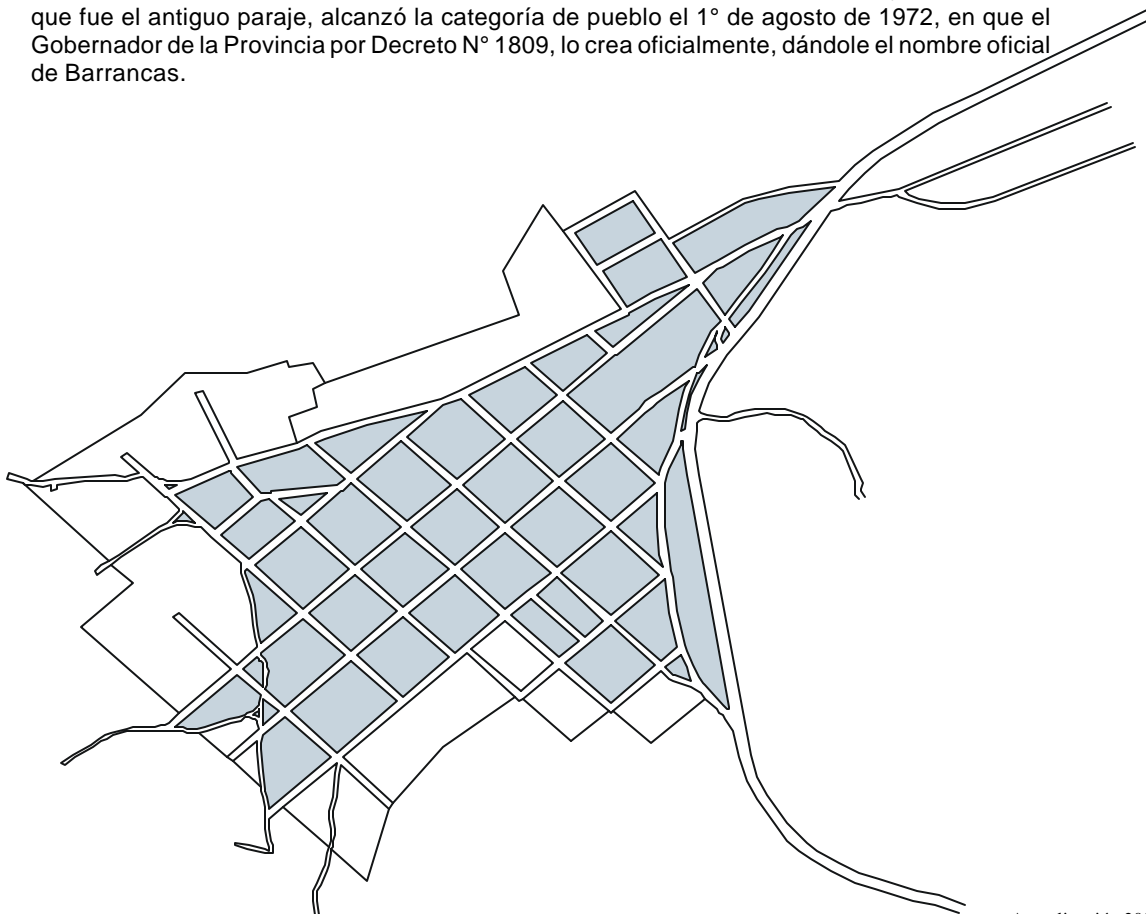 que fue el antiguo paraje, alcanzó la categoría de pueblo el 1° de agosto de 1972, en que el
Gobernador de la Provincia por Decreto N° 1809, lo crea oficialmente, dándole el nombre oficial
de Barrancas.